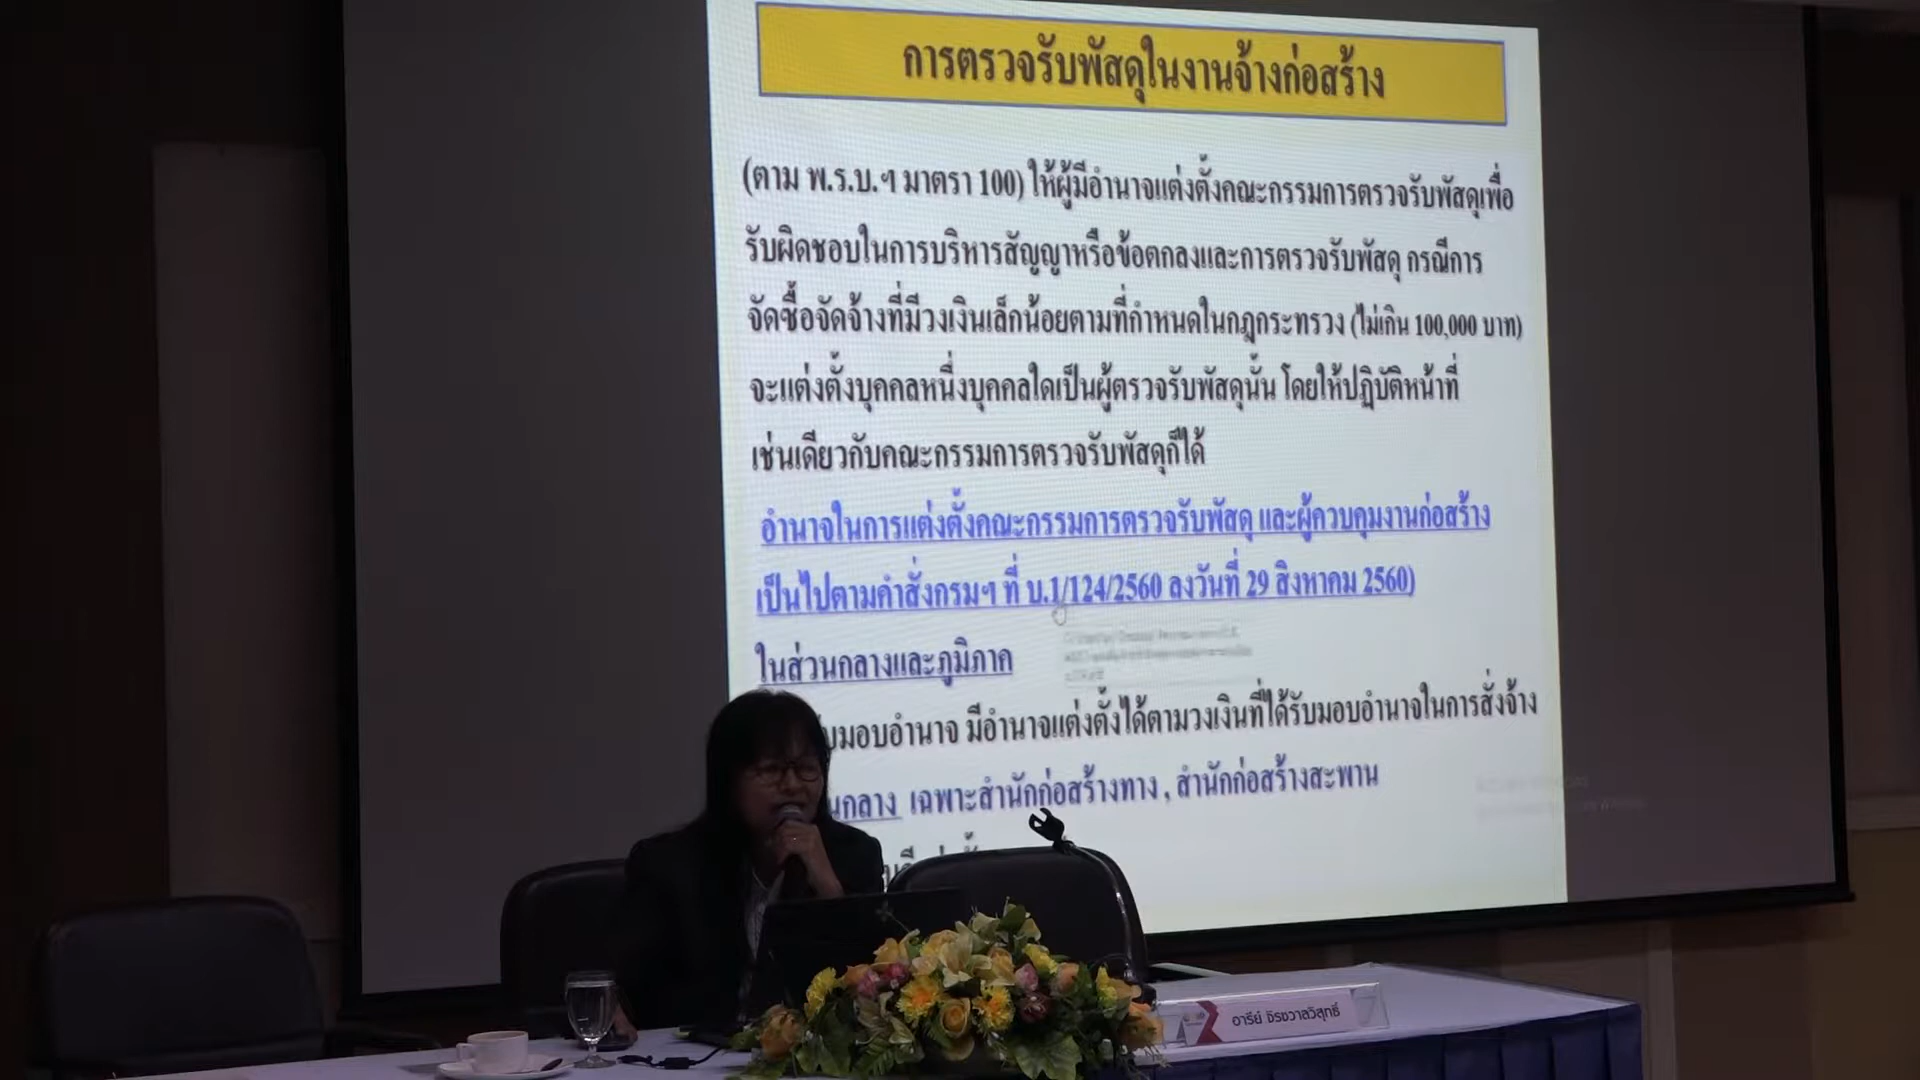 การตรวจรับพัสดุในงานจ้างก่อสร้าง
(ตาม พ.ร.บ.ฯ มาตรา 100) ให้ผู้มีอำนาจแต่งตั้งคณะกรรมการตรวจรับพัสดุเพื่อ
รับผิดชอบในการบริหารสัญญาหรือข้อตกลงและการตรวจรับพัสดุ กรณีการ
จัดซื้อจัดจ้างที่มีวงเงินเล็กน้อยตามที่กำหนดในกฎกระทรวง (ไม่เกิน 100,000 บาท)
จะแต่งตั้งบุคคลหนึ่งบุคคลใดเป็นผู้ตรวจรับพัสดุนั้น โดยให้ปฏิบัติหน้าที่
เช่นเดียวกับคณะกรรมการตรวจรับพัสดุก็ได้
อำนาจในการแต่งตั้งคณะกรรมการตรวจรับพัสดุ และผู้ควบคุมงานก่อสร้าง
เป็นไปตามคำสั่งกรมฯ ที่ บ.1/124/2560 ลงวันที่ 29 สิงหาคม 2560)
ในส่วนกลางและภูมิภาค
บมอบอำนาจ มีอำนาจแต่งตั้งได้ตามวงเงินที่ได้รับมอบอำนาจในการสั่งจ้าง
นกลาง เฉพาะสำนักก่อสร้างทาง , สำนักก่อสร้างสะพาน
อารีย์ จิรชวาลวิสุทธิ์